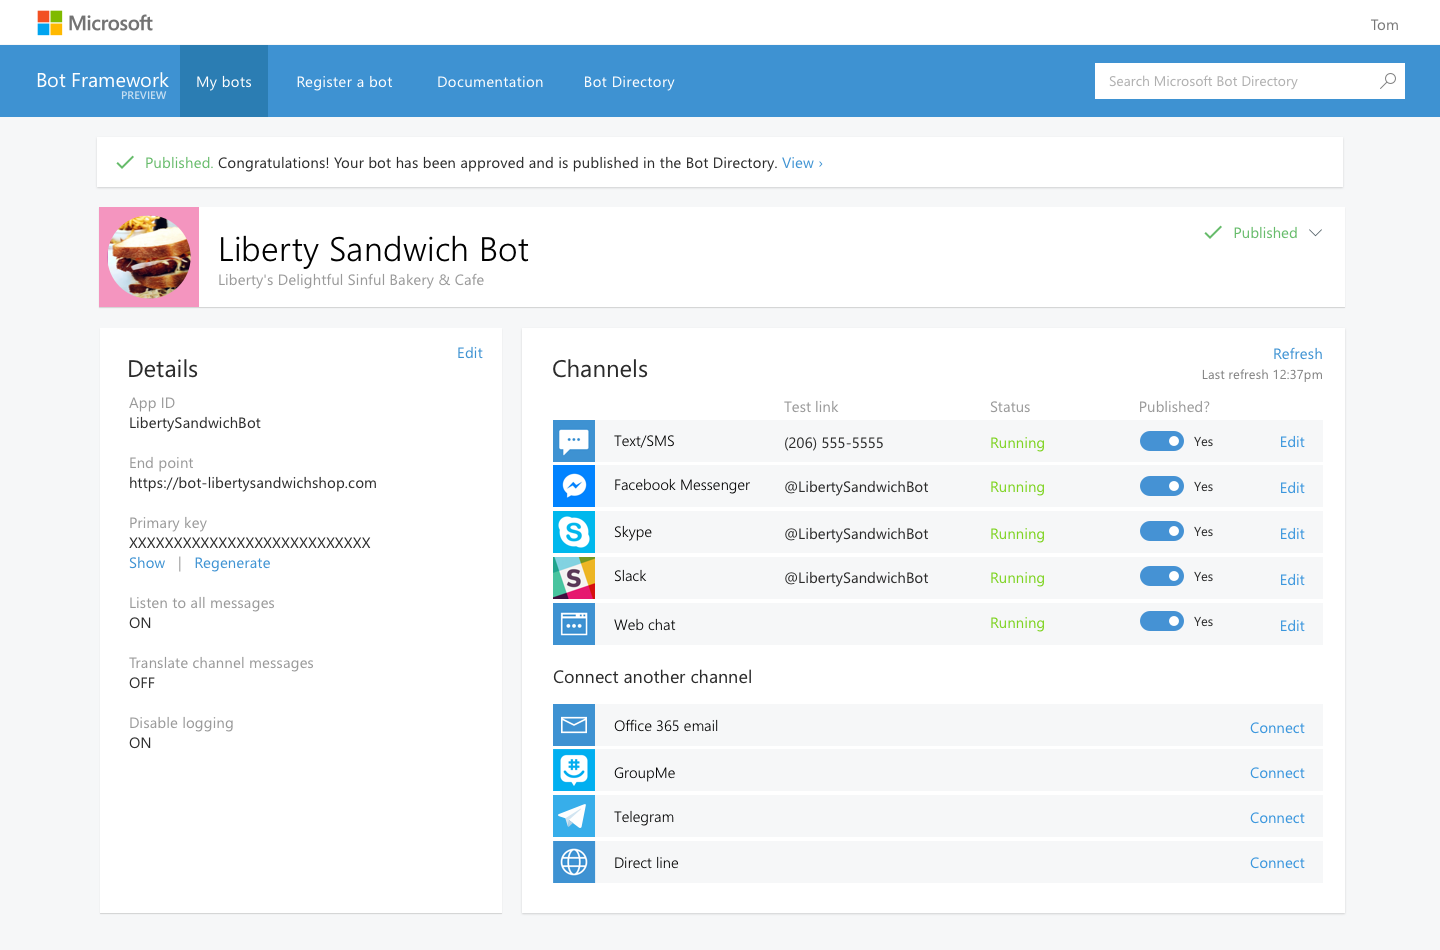 Microsoft
Tom
Bot Framework
PREVIEW
My bots
Register a bot
Documentation
Bot Directory
Search Microsoft Bot Directory
Published. Congratulations! Your bot has been approved and is published in the Bot Directory. View ›
Liberty Sandwich Bot
Liberty's Delightful Sinful Bakery & Cafe
Published
Details
Edit
App ID
LibertySandwichBot
End point
https://bot-libertysandwichshop.com
Primary key
XXXXXXXXXXXXXXXXXXXXXXXXXXX
Show | Regenerate
Listen to all messages
ON
Translate channel messages
OFF
Disable logging
ON
Channels
Refresh
Last refresh 12:37pm
Test link Status Published?
Text/SMS (206) 555-5555 Running Yes Edit
Facebook Messenger @LibertySandwichBot Running Yes Edit
Skype @LibertySandwichBot Running Yes Edit
Slack @LibertySandwichBot Running Yes Edit
Web chat Running Yes Edit
Connect another channel
Office 365 email Connect
GroupMe Connect
Telegram Connect
Direct line Connect